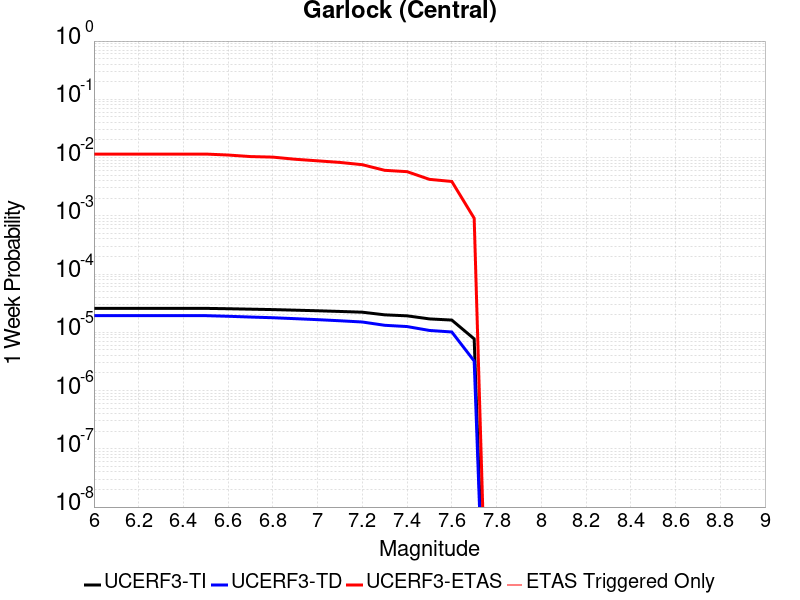 Garlock (Central)
1 Week Probability
10^0
10^-1
10^-2
10^-3
10^-4
10^-5
10^-6
10^-7
10^-8
6 6.2 6.4 6.6 6.8 7 7.2 7.4 7.6 7.8 8 8.2 8.4 8.6 8.8 9
Magnitude
UCERF3-TI UCERF3-TD UCERF3-ETAS ETAS Triggered Only